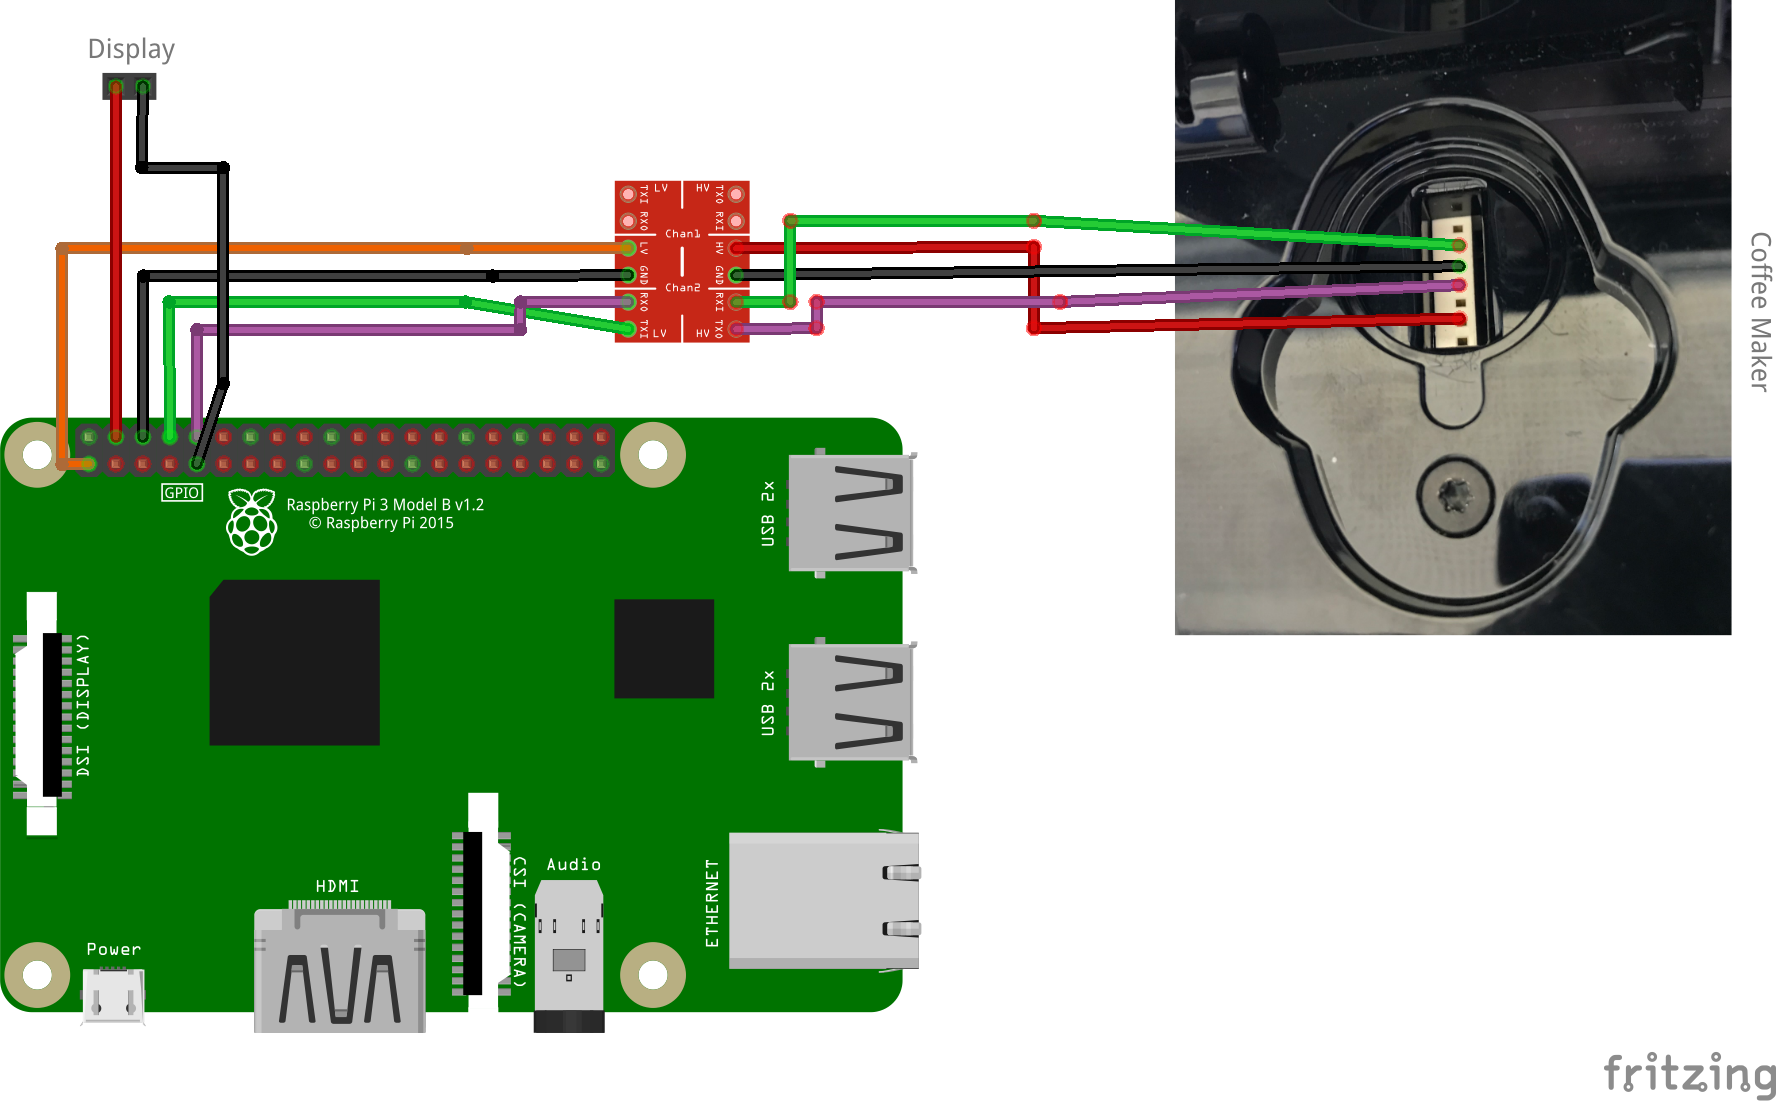 Display
TXI
LV
HV
TXO
RXO
RXI
Chan1
LV
HV
GND
GND
Chan2
RXO
RXI
TXI
LV
HV
TXO
Coffee Maker
GPIO
Raspberry Pi 3 Model B v1.2
© Raspberry Pi 2015
USB 2x
DSI (DISPLAY)
USB 2x
CSI (CAMERA)
Audio
ETHERNET
HDMI
Power
fritzing